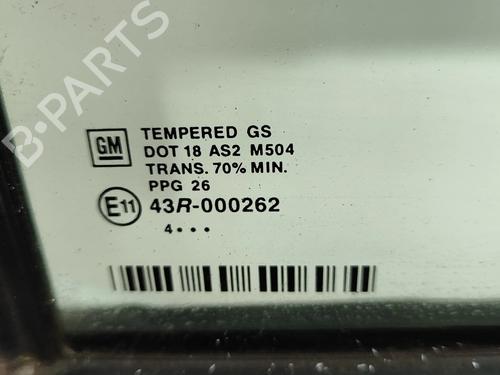 B-Parts
GM
TEMPERED GS
DOT 18 AS2 M504
TRANS. 70% MIN.
PPG 26
E11 43R-000262
4...